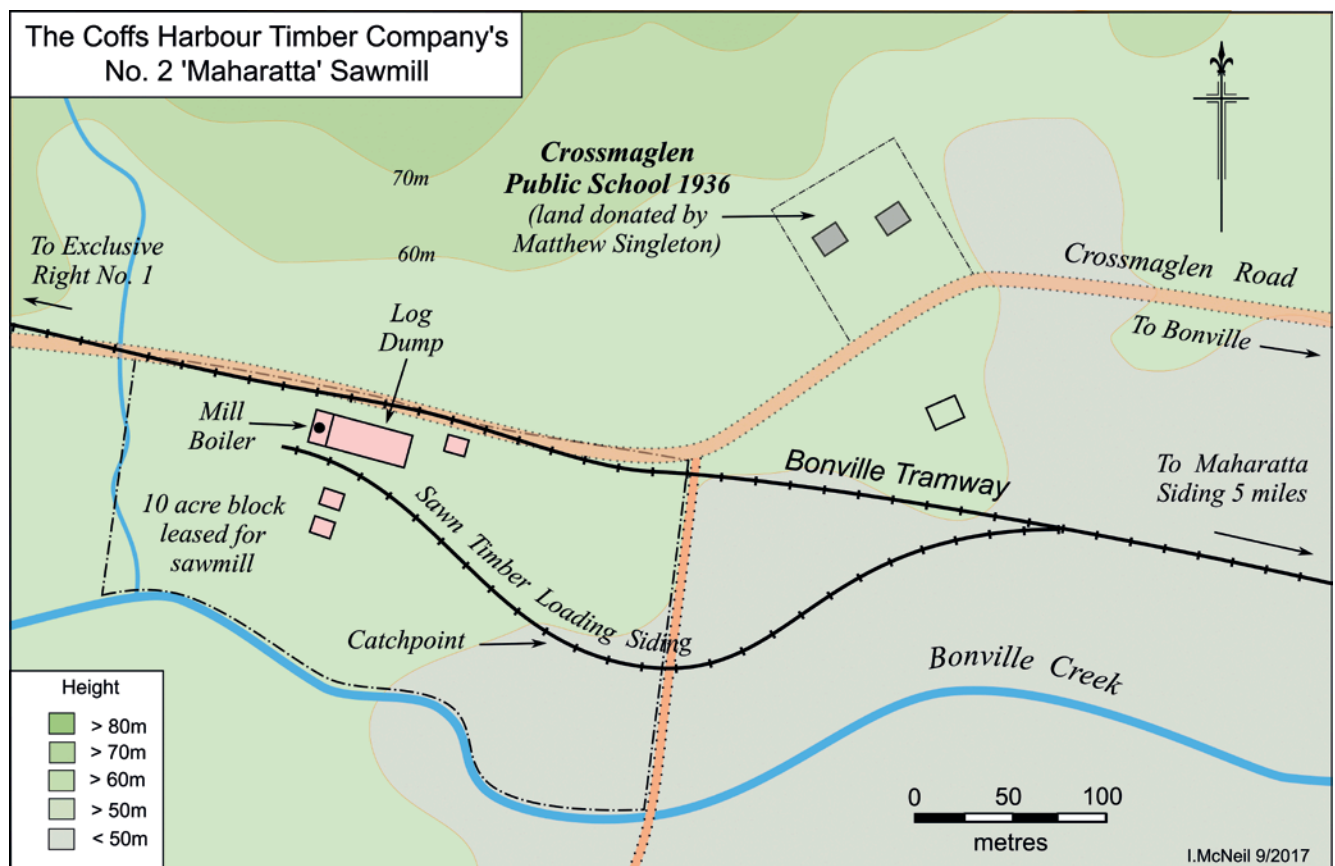 The Coffs Harbour Timber Company's
No. 2 'Maharatta' Sawmill
Crossmaglen
Public School 1936
(land donated by
Matthew Singleton)
70m
60m
To Exclusive
Right No. 1
Crossmaglen Road
To Bonville
Log
Dump
Mill
Boiler
Bonville Tramway
To Maharatta
Siding 5 miles
10 acre block
leased for
sawmill
Sawn Timber Loading Siding
Catchpoint
Bonville Creek
Height
> 80m
> 70m
> 60m
> 50m
< 50m
0 50 100
metres
I.McNeil 9/2017